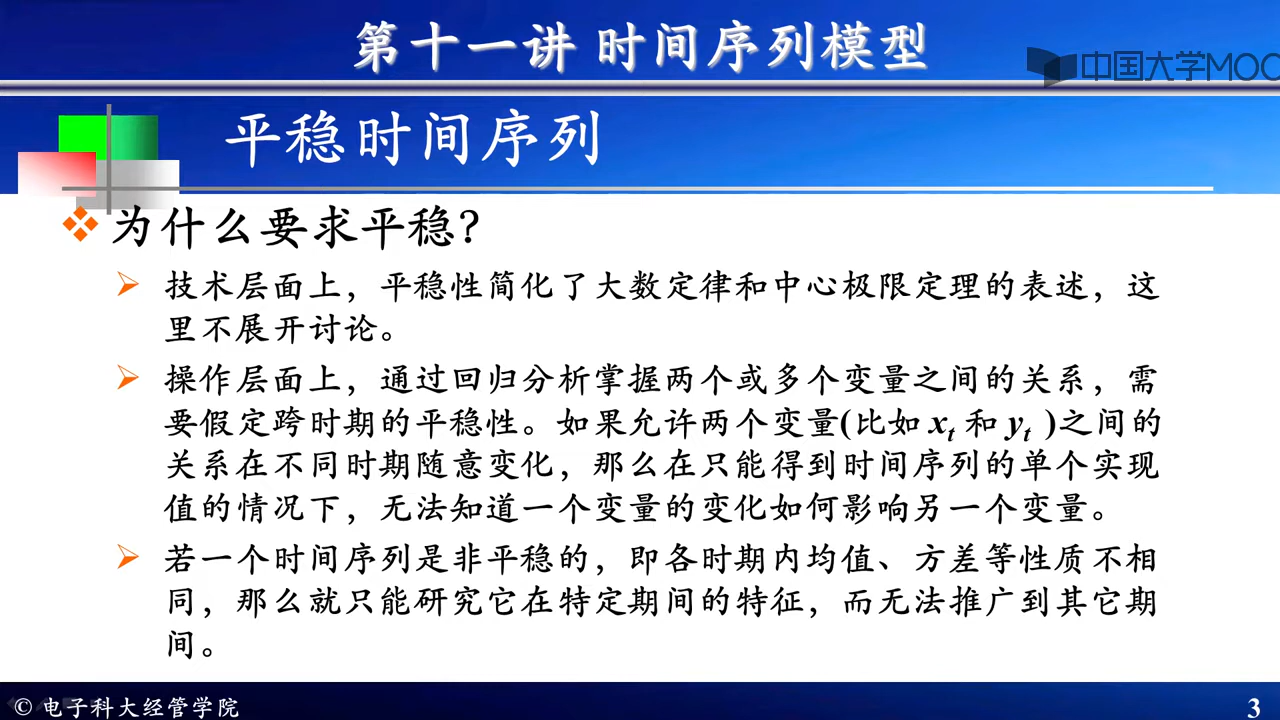 第十一讲 时间序列模型
中国大学MOO
平稳时间序列
为什么要求平稳?
技术层面上，平稳性简化了大数定律和中心极限定理的表述，这
里不展开讨论。
操作层面上，通过回归分析掌握两个或多个变量之间的关系，需
要假定跨时期的平稳性。如果允许两个变量(比如 xt 和 yt )之间的
关系在不同时期随意变化，那么在只能得到时间序列的单个实现
值的情况下，无法知道一个变量的变化如何影响另一个变量。
若一个时间序列是非平稳的，即各时期内均值、方差等性质不相
同，那么就只能研究它在特定期间的特征，而无法推广到其它期
间。
© 电子科大经管学院
3